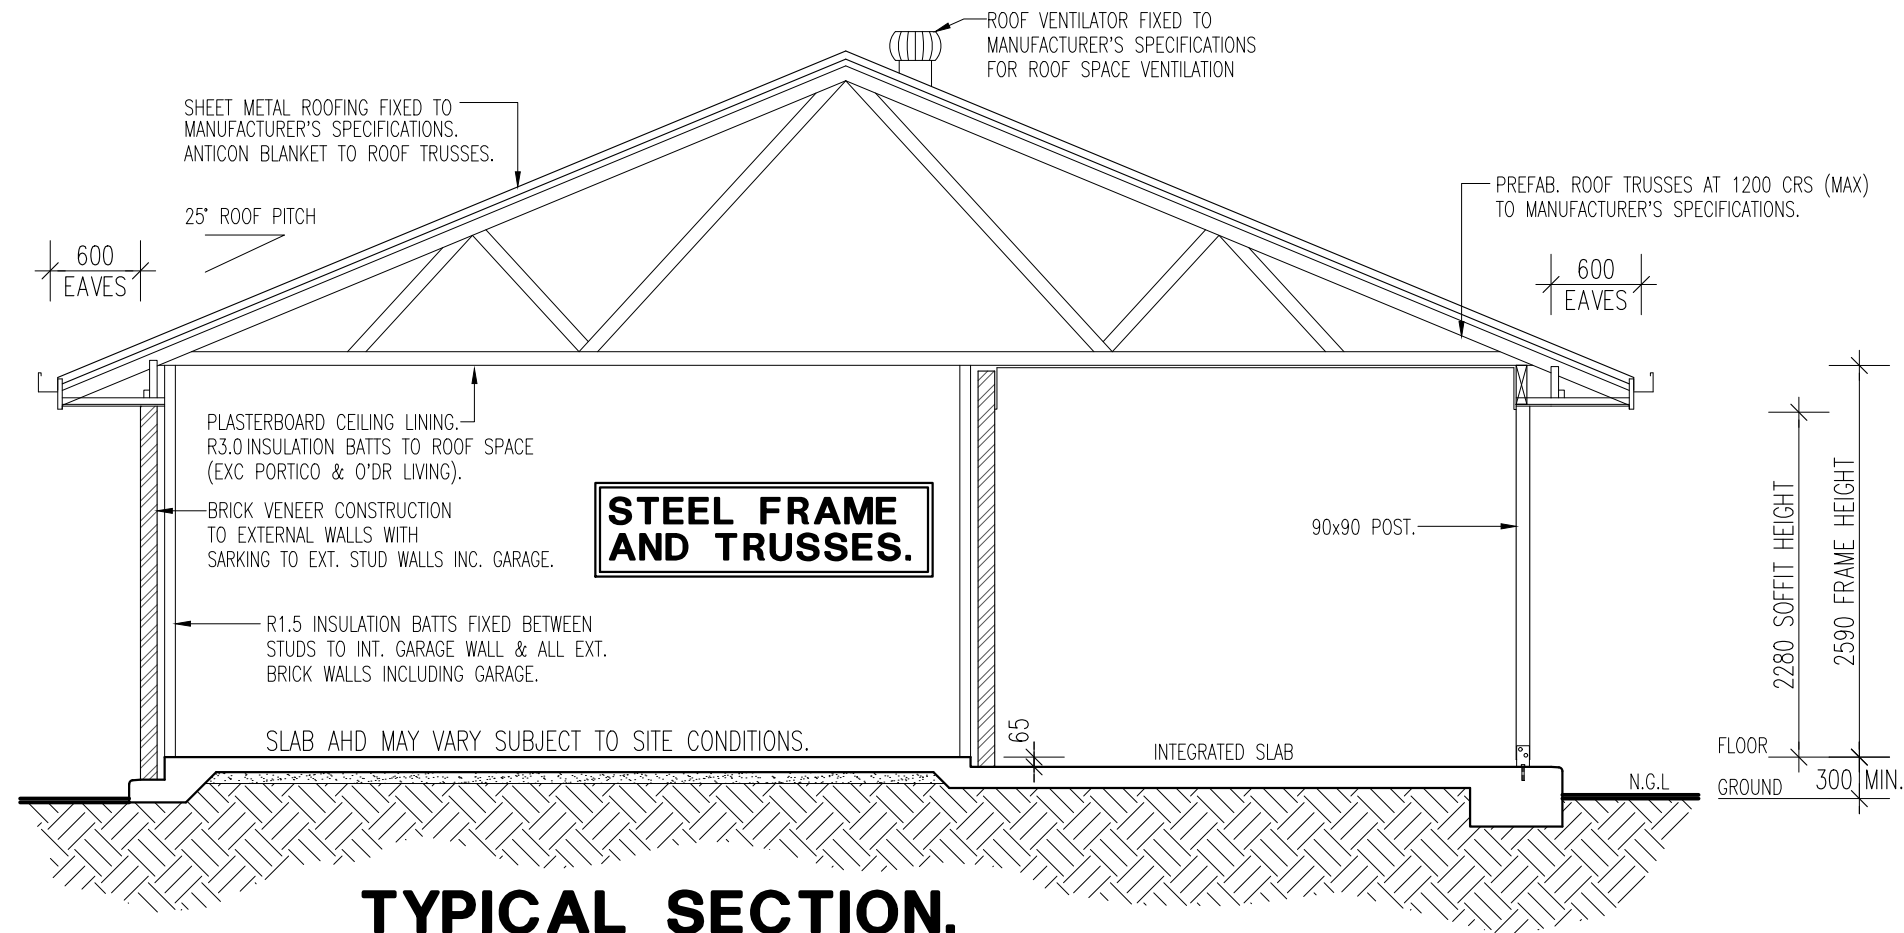 ROOF VENTILATOR FIXED TO
MANUFACTURER'S SPECIFICATIONS
FOR ROOF SPACE VENTILATION
SHEET METAL ROOFING FIXED TO
MANUFACTURER'S SPECIFICATIONS.
ANTICON BLANKET TO ROOF TRUSSES.
PREFAB. ROOF TRUSSES AT 1200 CRS (MAX)
TO MANUFACTURER'S SPECIFICATIONS.
25° ROOF PITCH
600
EAVES
600
EAVES
PLASTERBOARD CEILING LINING.
R3.0 INSULATION BATTS TO ROOF SPACE
(EXC PORTICO & O'DR LIVING).
BRICK VENEER CONSTRUCTION
TO EXTERNAL WALLS WITH
SARKING TO EXT. STUD WALLS INC. GARAGE.
STEEL FRAME
AND TRUSSES.
90x90 POST.
2280 SOFFIT HEIGHT
2590 FRAME HEIGHT
R1.5 INSULATION BATTS FIXED BETWEEN
STUDS TO INT. GARAGE WALL & ALL EXT.
BRICK WALLS INCLUDING GARAGE.
SLAB AHD MAY VARY SUBJECT TO SITE CONDITIONS.
65
INTEGRATED SLAB
FLOOR
N.G.L
GROUND
300 MIN.
TYPICAL SECTION.